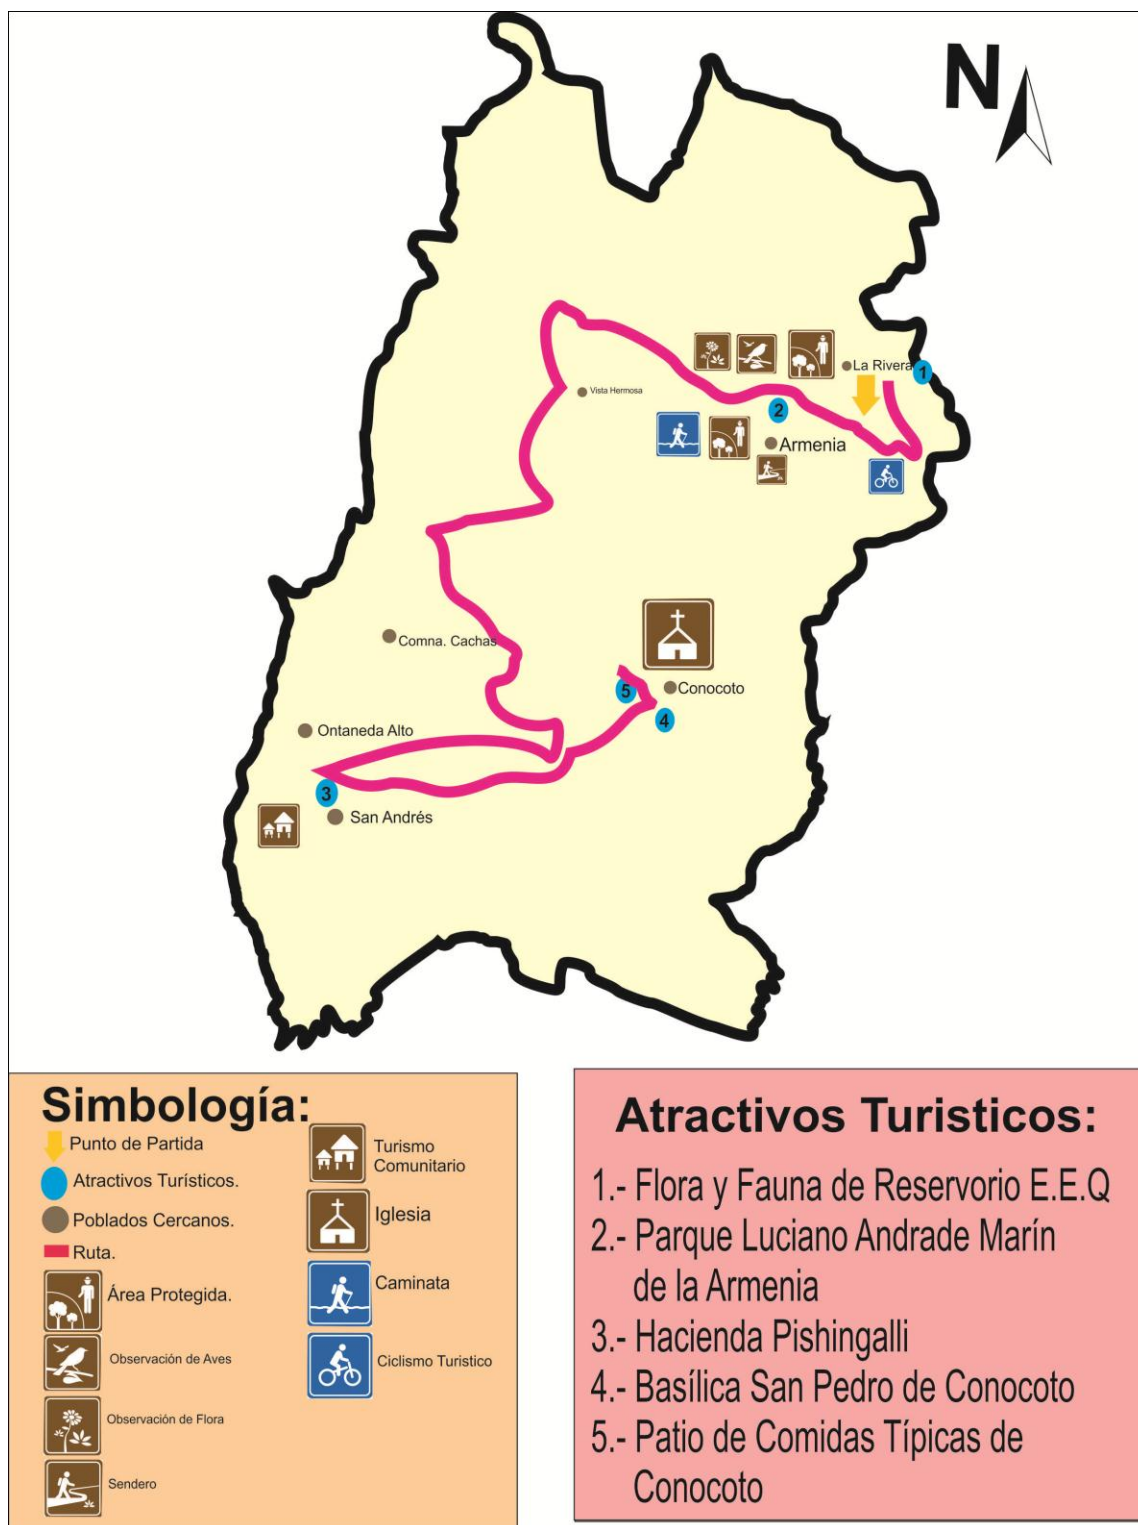 N
La Rivera
1
Vista Hermosa
2
Armenia
Comna. Cachas
5
Conocoto
4
Ontaneda Alto
3
San Andrés
Simbología:
Punto de Partida
Atractivos Turísticos.
Poblados Cercanos.
Ruta.
Área Protegida.
Observación de Aves
Observación de Flora
Sendero
Turismo
Comunitario
Iglesia
Caminata
Ciclismo Turistico
Atractivos Turisticos:
1.- Flora y Fauna de Reservorio E.E.Q
2.- Parque Luciano Andrade Marín
de la Armenia
3.- Hacienda Pishingalli
4.- Basílica San Pedro de Conocoto
5.- Patio de Comidas Típicas de
Conocoto